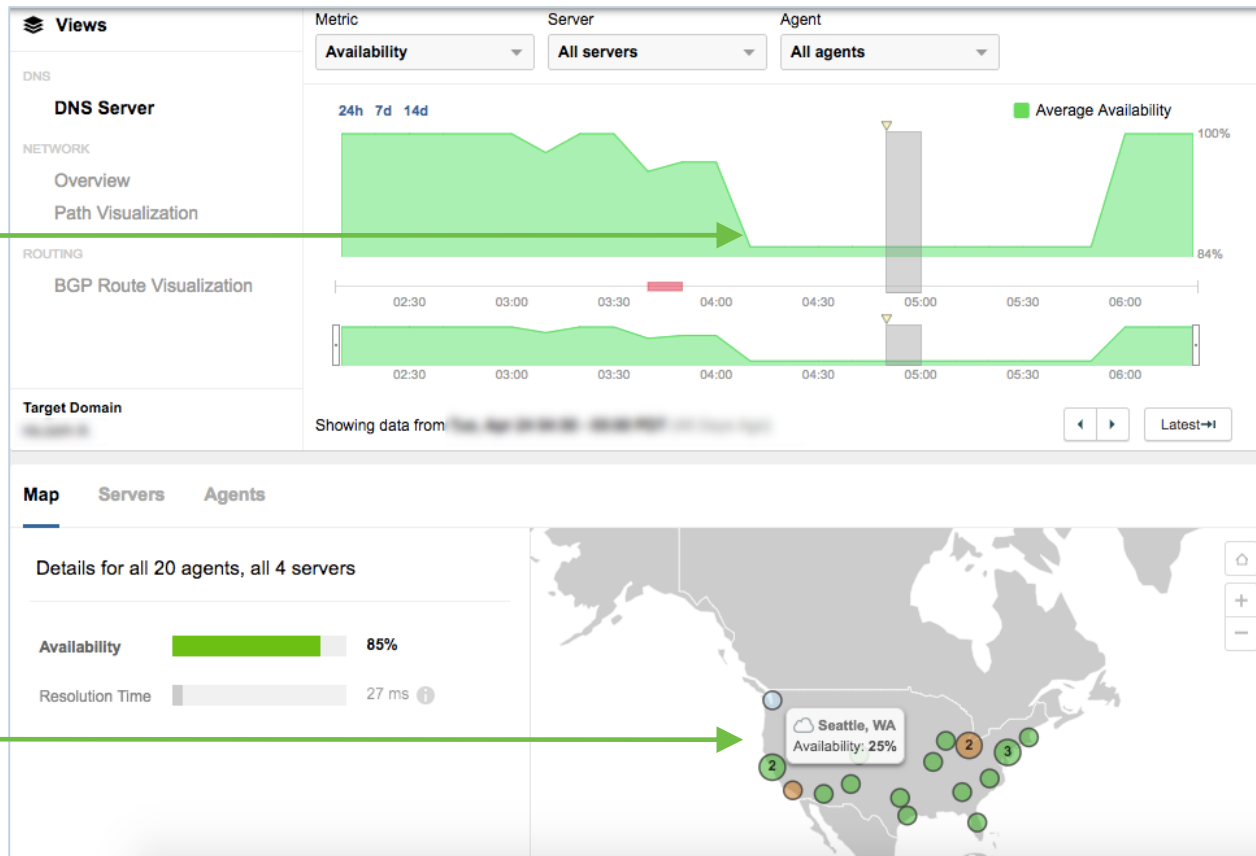 Views
DNS
DNS Server
NETWORK
Overview
Path Visualization
ROUTING
BGP Route Visualization
Target Domain
Metric
Server
Agent
Availability
All servers
All agents
24h 7d 14d
Average Availability
100%
84%
02:30 03:00 03:30 04:00 04:30 05:00 05:30 06:00
02:30 03:00 03:30 04:00 04:30 05:00 05:30 06:00
Showing data from
Latest
Map Servers Agents
Details for all 20 agents, all 4 servers
Availability 85%
Resolution Time 27 ms
Seattle, WA
Availability: 25%
2
2
3